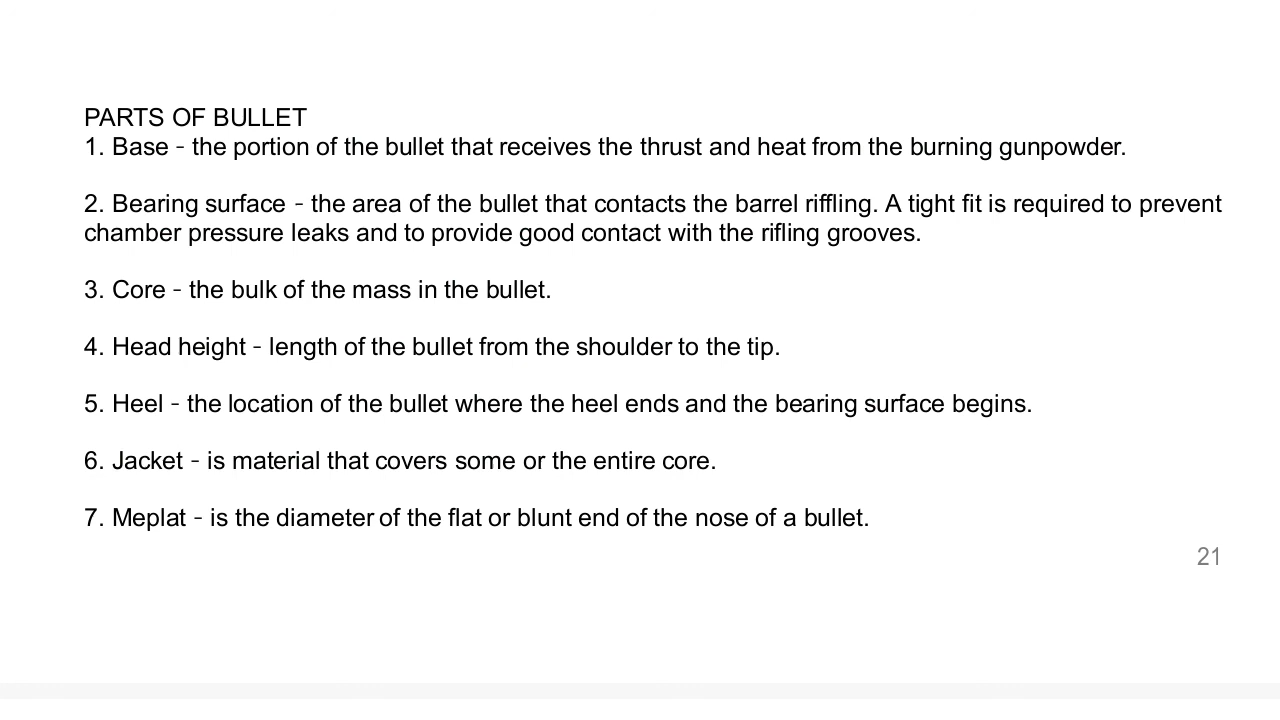 PARTS OF BULLET
1. Base - the portion of the bullet that receives the thrust and heat from the burning gunpowder.
2. Bearing surface - the area of the bullet that contacts the barrel riffling. A tight fit is required to prevent
chamber pressure leaks and to provide good contact with the rifling grooves.
3. Core - the bulk of the mass in the bullet.
4. Head height - length of the bullet from the shoulder to the tip.
5. Heel - the location of the bullet where the heel ends and the bearing surface begins.
6. Jacket - is material that covers some or the entire core.
7. Meplat - is the diameter of the flat or blunt end of the nose of a bullet.
21